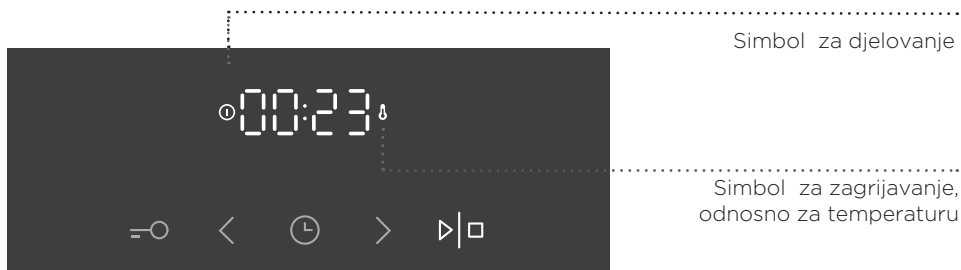 Simbol za djelovanje
00:23
Simbol za zagrijavanje,
odnosno za temperaturu